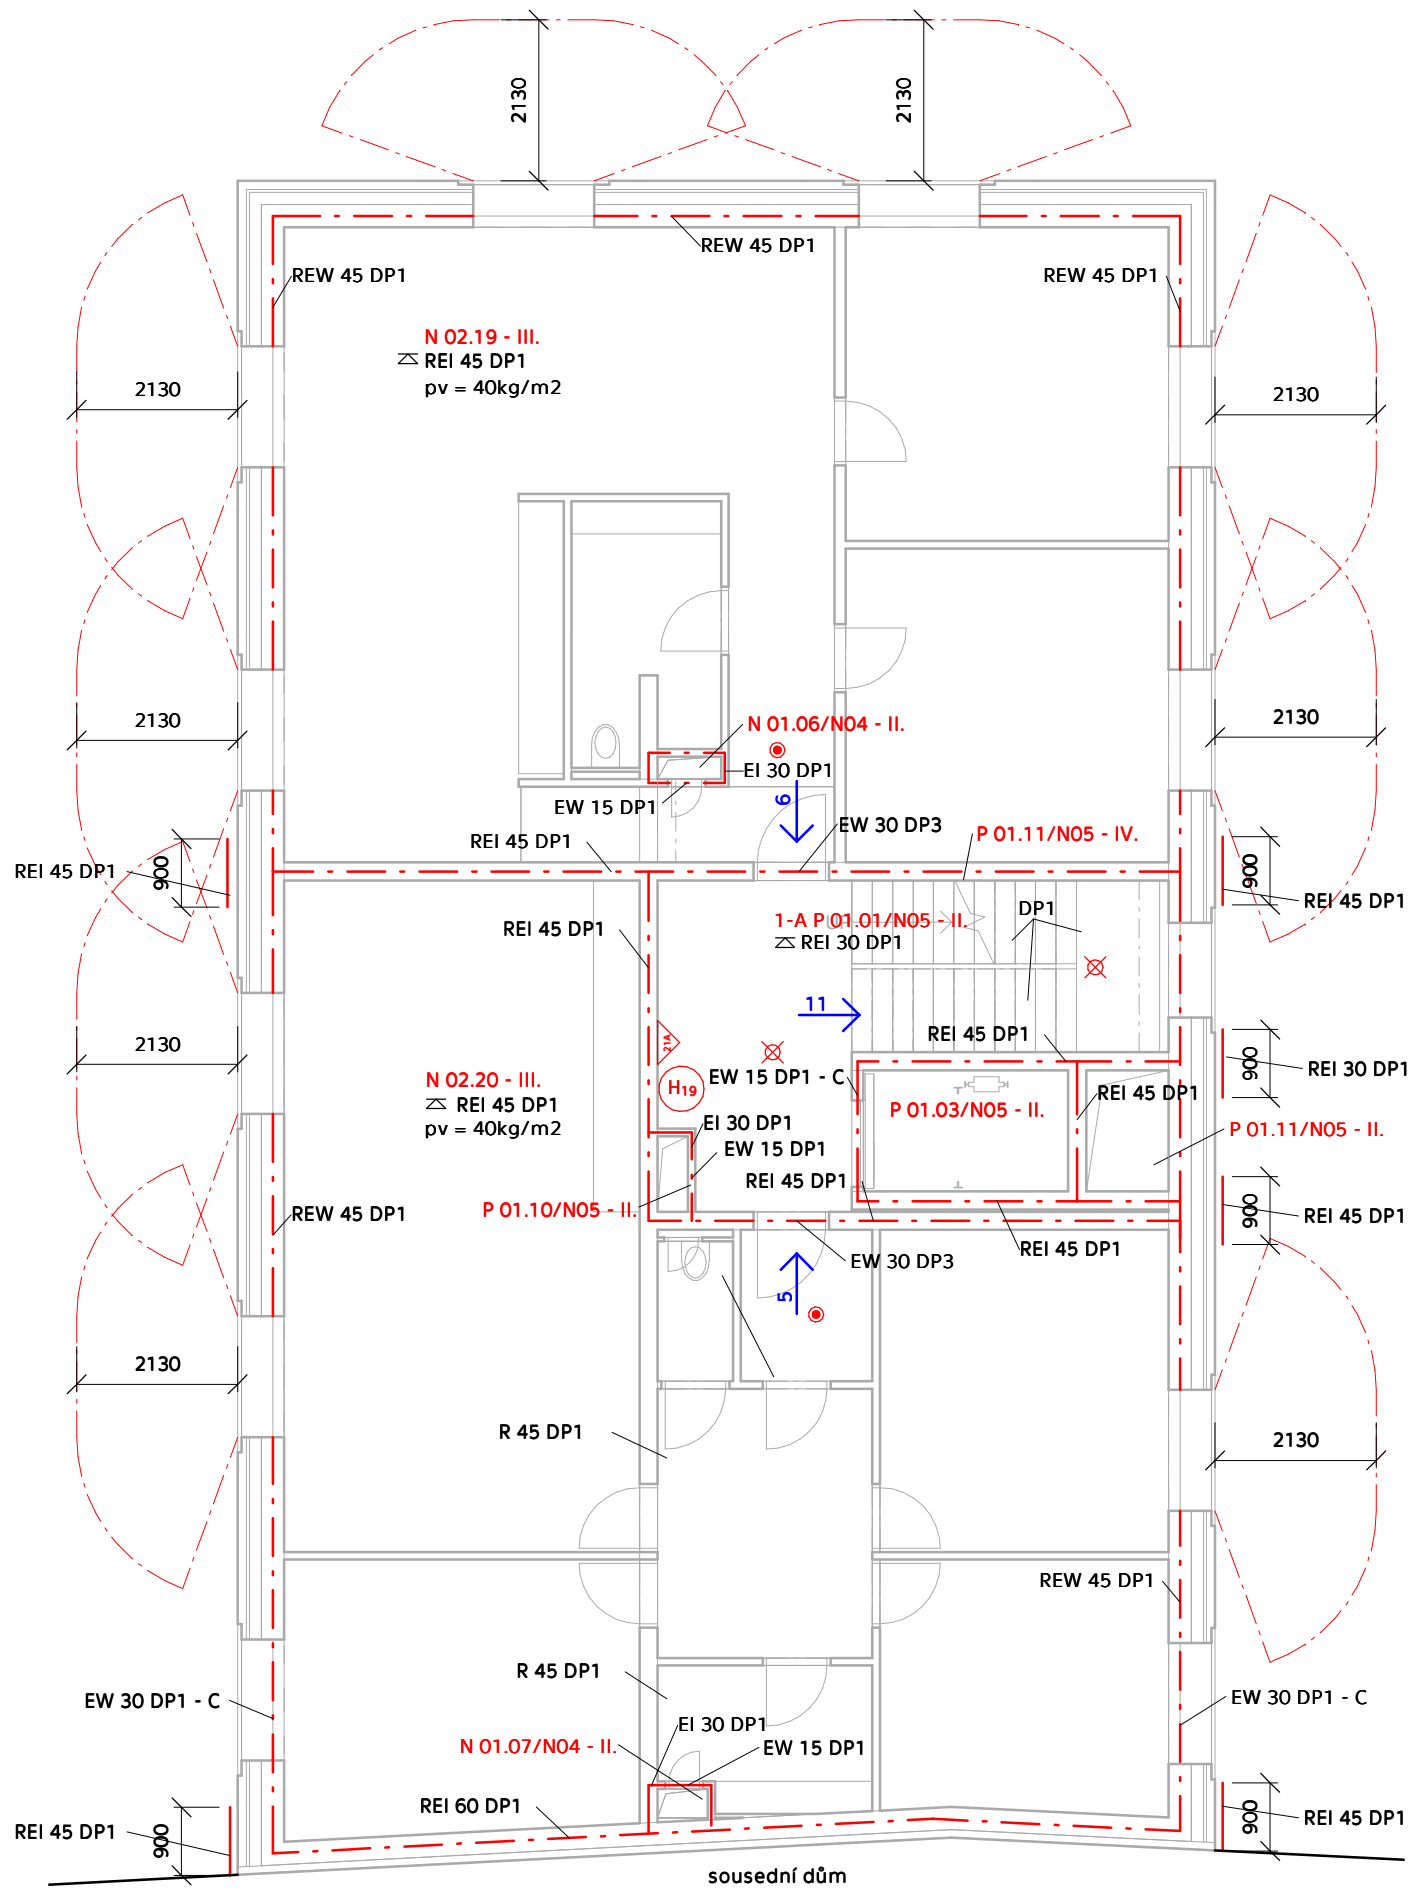 2130
2130
REW 45 DP1
REW 45 DP1
REW 45 DP1
N 02.19 - III.
REI 45 DP1
pv = 40kg/m2
2130
2130
N 01.06/N04 - II.
2130
2130
EI 30 DP1
EW 15 DP1
6
EW 30 DP3
P 01.11/N05 - IV.
REI 45 DP1
REI 45 DP1
900
900
REI 45 DP1
DP1
1-A P 01.01/N05 - II.
REI 30 DP1
REI 45 DP1
11
REI 45 DP1
2130
21A
900
REI 30 DP1
EW 15 DP1 - C
N 02.20 - III.
REI 45 DP1
pv = 40kg/m2
H19
REI 45 DP1
P 01.03/N05 - II.
EI 30 DP1
EW 15 DP1
P 01.11/N05 - II.
REI 45 DP1
P 01.10/N05 - II.
REW 45 DP1
900
REI 45 DP1
REI 45 DP1
EW 30 DP3
5
2130
R 45 DP1
2130
REW 45 DP1
R 45 DP1
EW 30 DP1 - C
EW 30 DP1 - C
EI 30 DP1
N 01.07/N04 - II.
EW 15 DP1
REI 60 DP1
REI 45 DP1
900
900
REI 45 DP1
sousední dům